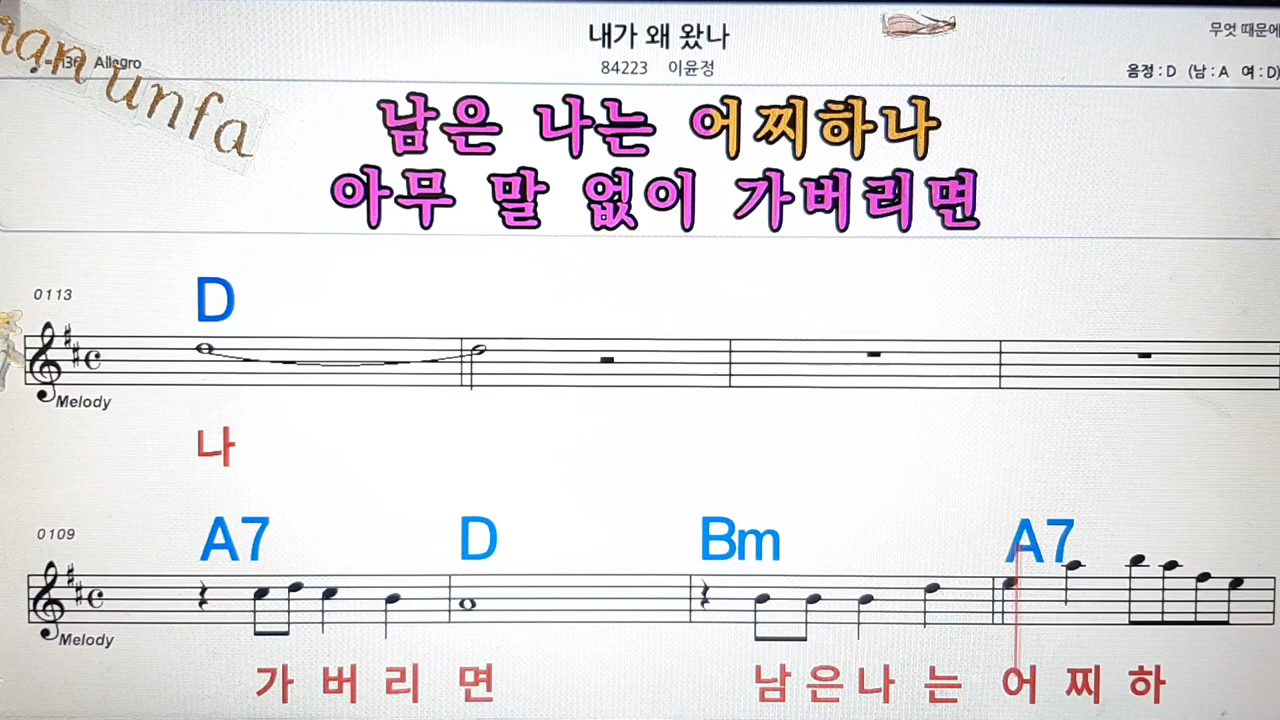 내가 왜 왔나
무엇 때문에
84223 이윤정
Allegro
음정 : D (남 : A 여 : D)
unfa
남은 나는 어찌하나
아무 말 없이 가버리면
0113
D
Melody
나
0109
A7 D Bm A7
Melody
가 버 리 면 남 은 나 는 어 찌 하